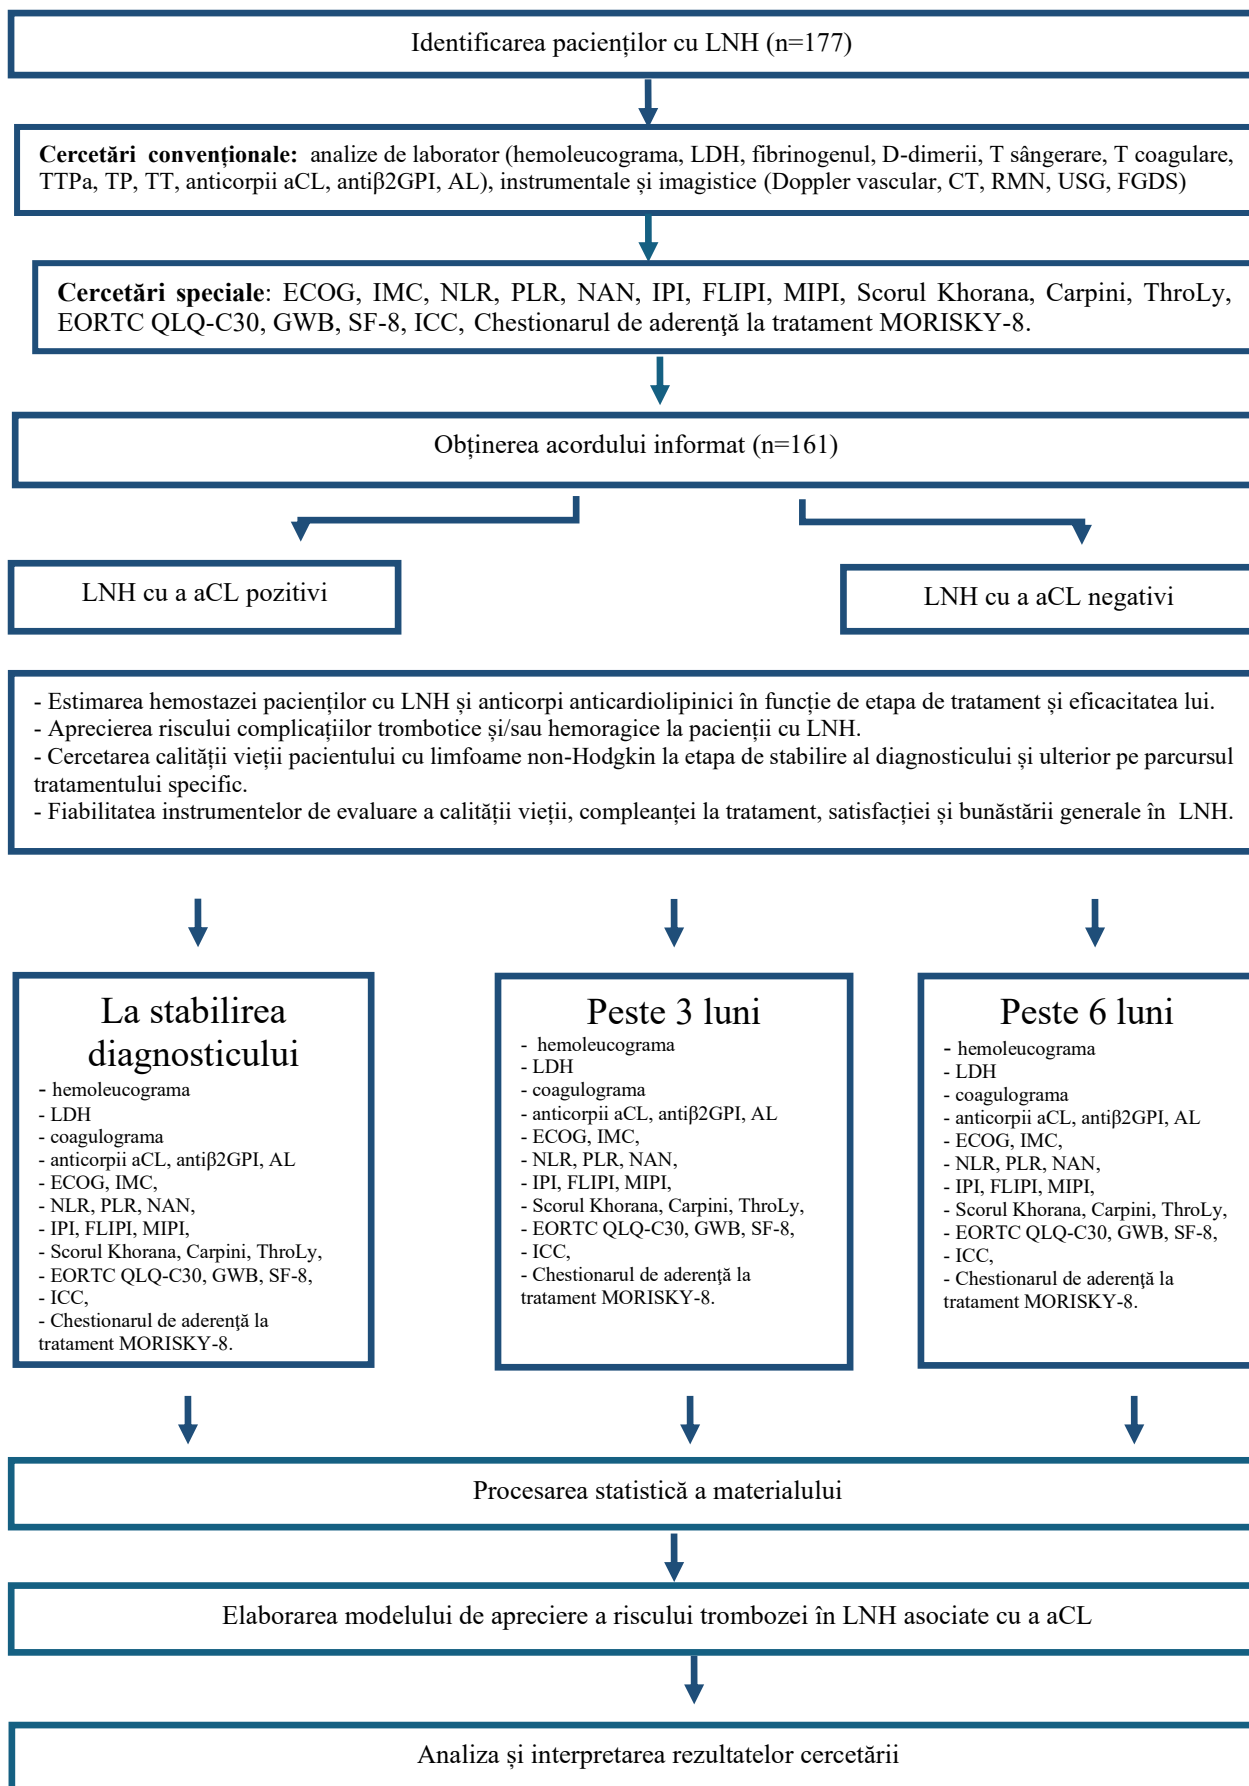 Identificarea pacienților cu LNH (n=177)
Cercetări convenționale: analize de laborator (hemoleucograma, LDH, fibrinogenul, D-dimerii, T sângerare, T coagulare,
TTPa, TP, TT, anticorpii aCL, antiβ2GPI, AL), instrumentale și imagistice (Doppler vascular, CT, RMN, USG, FGDS)
Cercetări speciale: ECOG, IMC, NLR, PLR, NAN, IPI, FLIPI, MIPI, Scorul Khorana, Carpini, ThroLy,
EORTC QLQ-C30, GWB, SF-8, ICC, Chestionarul de aderenţă la tratament MORISKY-8.
Obținerea acordului informat (n=161)
LNH cu a aCL pozitivi
LNH cu a aCL negativi
- Estimarea hemostazei pacienților cu LNH și anticorpi anticardiolipinici în funcție de etapa de tratament și eficacitatea lui.
- Aprecierea riscului complicațiilor trombotice și/sau hemoragice la pacienții cu LNH.
- Cercetarea calității vieții pacientului cu limfoame non-Hodgkin la etapa de stabilire al diagnosticului și ulterior pe parcursul
tratamentului specific.
- Fiabilitatea instrumentelor de evaluare a calității vieții, compleanței la tratament, satisfacției și bunăstării generale în LNH.
La stabilirea
diagnosticului
- hemoleucograma
- LDH
- coagulograma
- anticorpii aCL, antiβ2GPI, AL
- ECOG, IMC,
- NLR, PLR, NAN,
- IPI, FLIPI, MIPI,
- Scorul Khorana, Carpini, ThroLy,
- EORTC QLQ-C30, GWB, SF-8,
- ICC,
- Chestionarul de aderenţă la
tratament MORISKY-8.
Peste 3 luni
- hemoleucograma
- LDH
- coagulograma
- anticorpii aCL, antiβ2GPI, AL
- ECOG, IMC,
- NLR, PLR, NAN,
- IPI, FLIPI, MIPI,
- Scorul Khorana, Carpini, ThroLy,
- EORTC QLQ-C30, GWB, SF-8,
- ICC,
- Chestionarul de aderenţă la
tratament MORISKY-8.
Peste 6 luni
- hemoleucograma
- LDH
- coagulograma
- anticorpii aCL, antiβ2GPI, AL
- ECOG, IMC,
- NLR, PLR, NAN,
- IPI, FLIPI, MIPI,
- Scorul Khorana, Carpini, ThroLy,
- EORTC QLQ-C30, GWB, SF-8,
- ICC,
- Chestionarul de aderenţă la
tratament MORISKY-8.
Procesarea statistică a materialului
Elaborarea modelului de apreciere a riscului trombozei în LNH asociate cu a aCL
Analiza și interpretarea rezultatelor cercetării